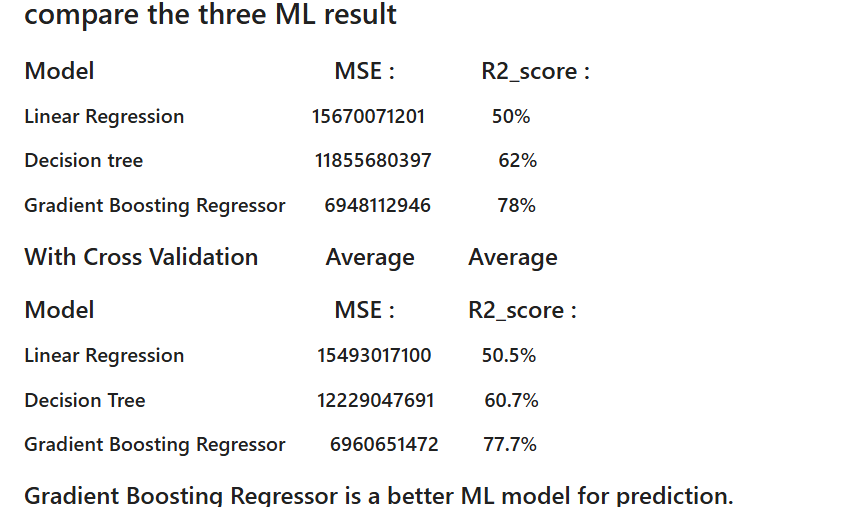 compare the three ML result
Model MSE : R2_score :
Linear Regression 15670071201 50%
Decision tree 11855680397 62%
Gradient Boosting Regressor 6948112946 78%
With Cross Validation Average Average
Model MSE : R2_score :
Linear Regression 15493017100 50.5%
Decision Tree 12229047691 60.7%
Gradient Boosting Regressor 6960651472 77.7%
Gradient Boosting Regressor is a better ML model for prediction.